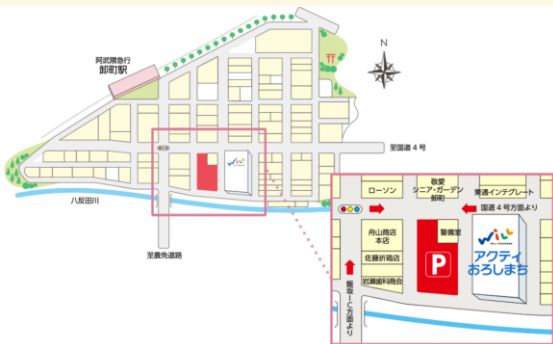 阿武隈急行
卸町駅
N
至国道4号
八反田川
至農免道路
ローソン
敬愛
シニア・ガーデン
卸町
東邇インテグレート
国道4号方面より
舟山商店
本店
警備室
佐藤折箱店
岩瀬歯科商会
P
アクティ
おろしまち
飯坂IC方面より
will